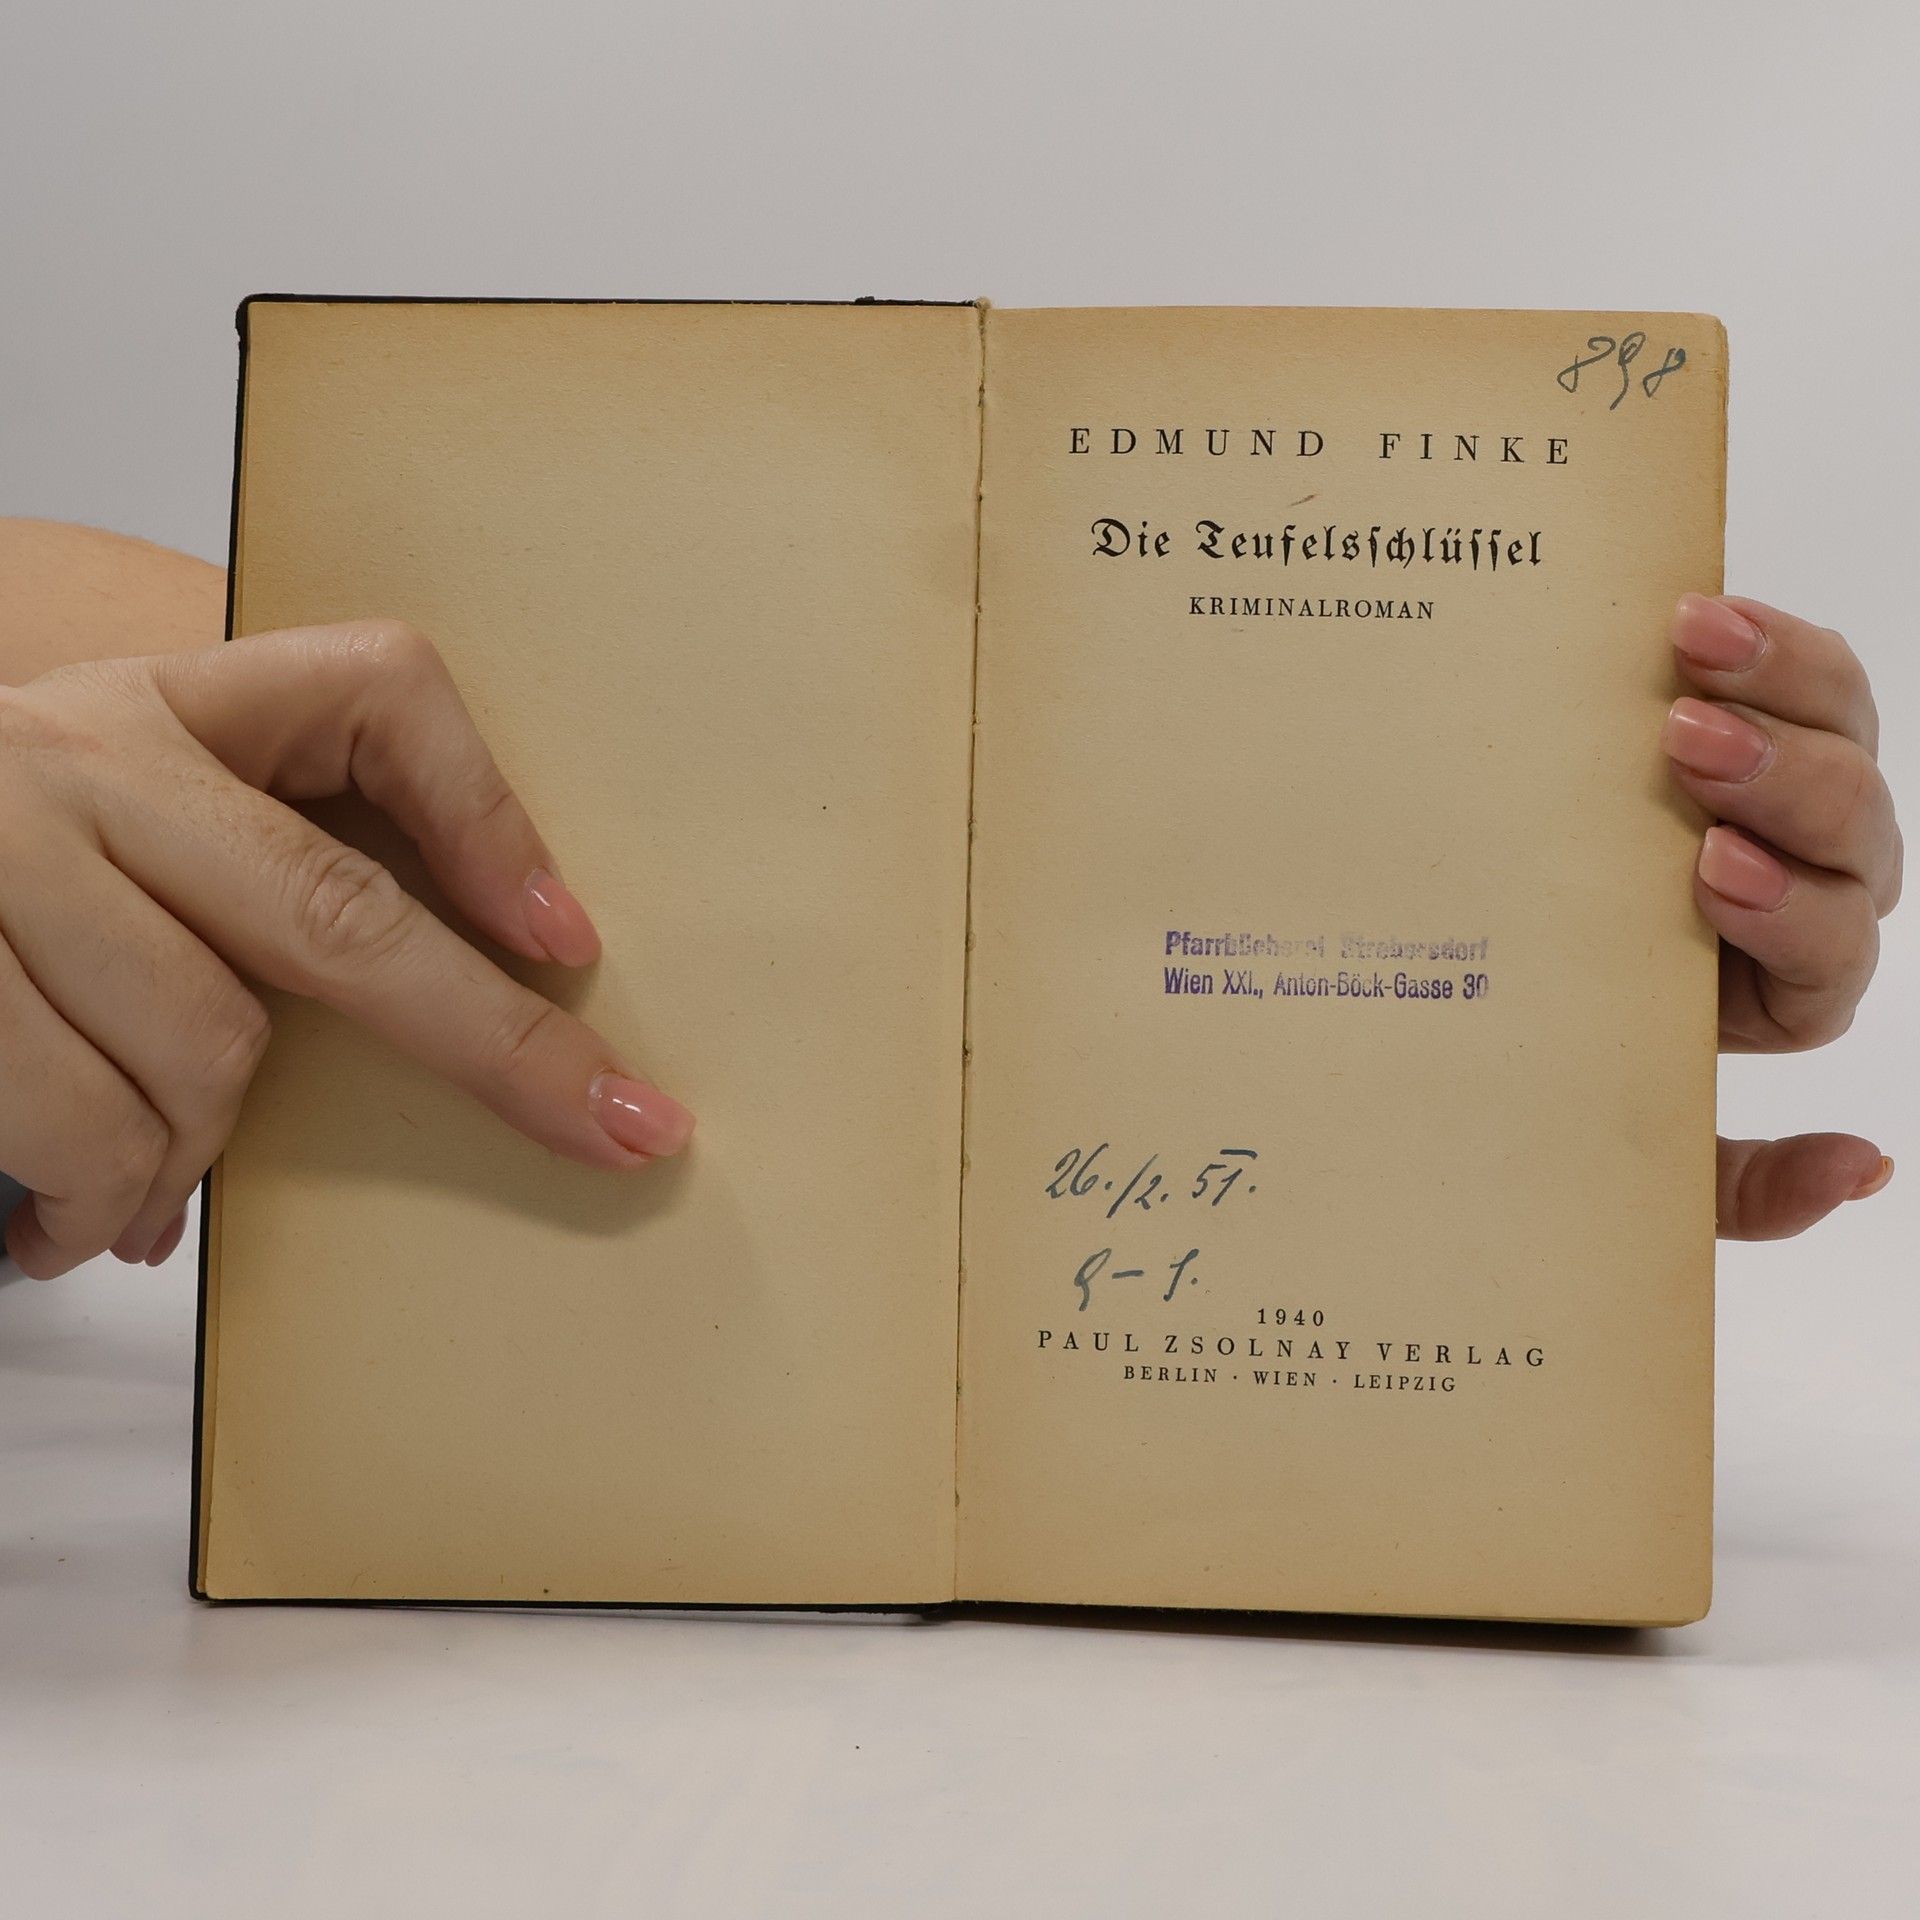 898
EDMUND FINKE
Die Teufelsſchlüſſel
KRIMINALROMAN
Pfarrbücherei Strebersdorf
Wien XXI., Anton-Böck-Gasse 30
26./2. 51.
1940
PAUL ZSOLNAY VERLAG
BERLIN · WIEN · LEIPZIG